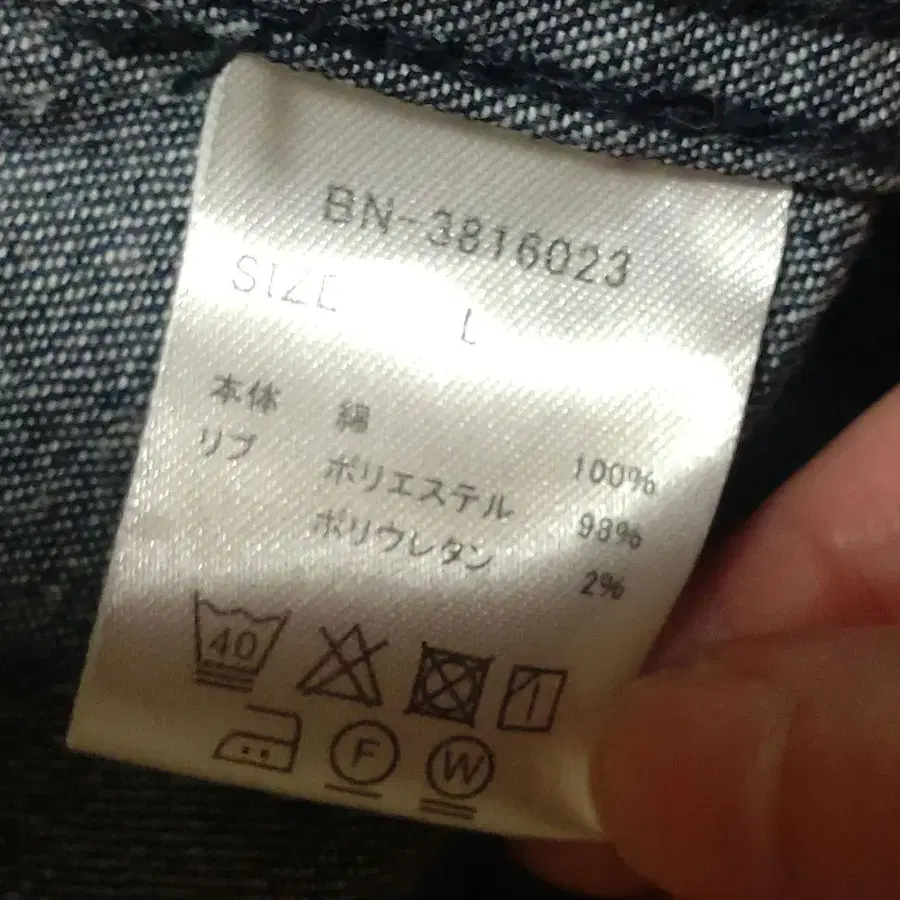 BN-3816023
SIZE L
本体 綿 100%
リブ ポリエステル 98%
ポリウレタン 2%
40
F W